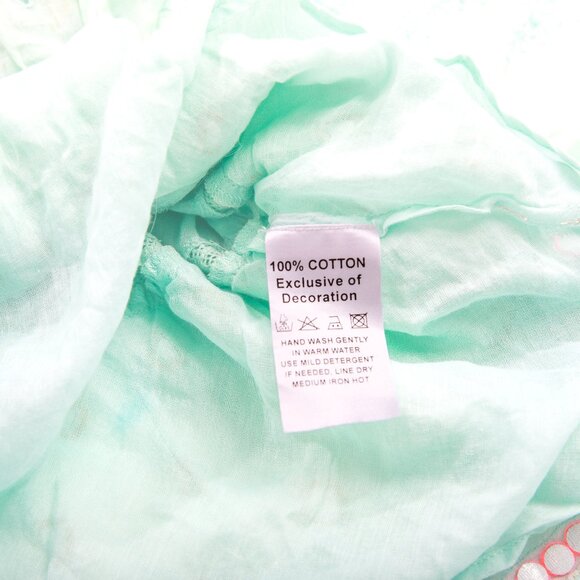 100% COTTON
Exclusive of
Decoration
HAND WASH GENTLY
IN WARM WATER
USE MILD DETERGENT
IF NEEDED, LINE DRY
MEDIUM IRON HOT